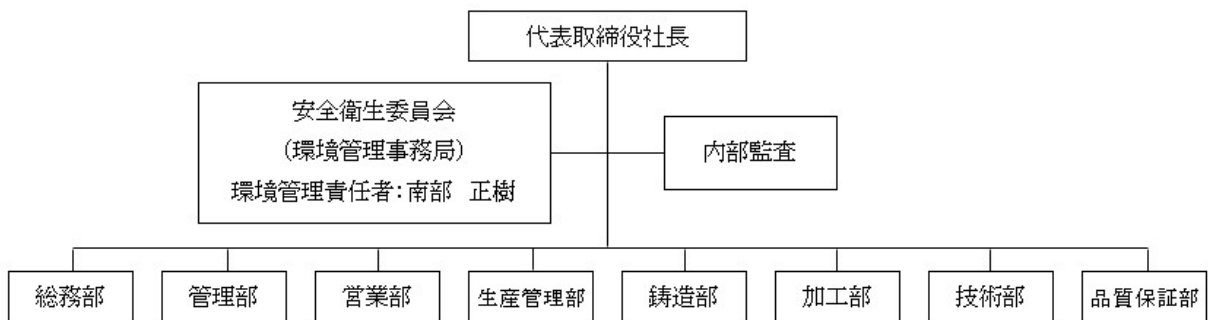 代表取締役社長
安全衛生委員会
(環境管理事務局)
環境管理責任者:南部 正樹
内部監査
総務部
管理部
営業部
生産管理部
鋳造部
加工部
技術部
品質保証部